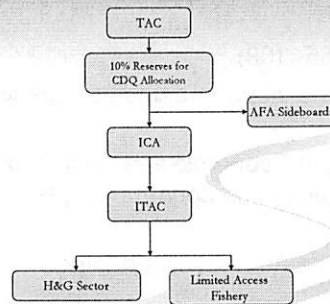 TAC
10% Reserves for
CDQ Allocation
AFA Sideboard
ICA
ITAC
H&G Sector
Limited Access
Fishery